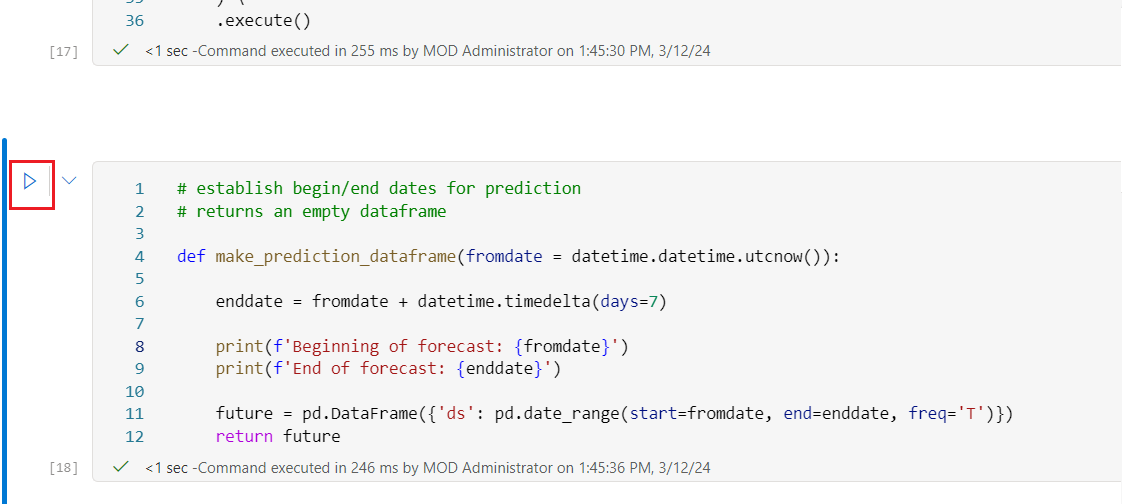 36 .execute()
[17] <1 sec -Command executed in 255 ms by MOD Administrator on 1:45:30 PM, 3/12/24
1 # establish begin/end dates for prediction
2 # returns an empty dataframe
3
4 def make_prediction_dataframe(fromdate = datetime.datetime.utcnow()):
5
6 enddate = fromdate + datetime.timedelta(days=7)
7
8 print(f'Beginning of forecast: {fromdate}')
9 print(f'End of forecast: {enddate}')
10
11 future = pd.DataFrame({'ds': pd.date_range(start=fromdate, end=enddate, freq='T')})
12 return future
[18] <1 sec -Command executed in 246 ms by MOD Administrator on 1:45:36 PM, 3/12/24